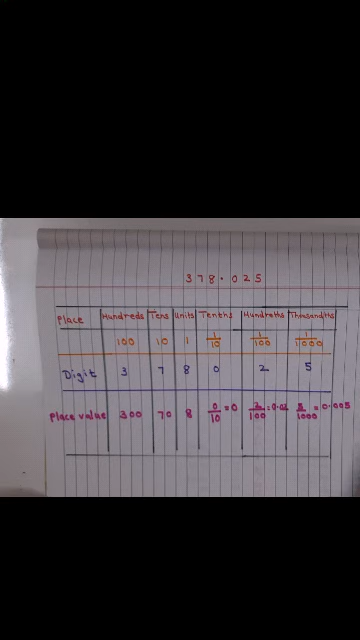 378.025
Place Hundreds Tens Units Tenths Hundredths Thousandths
100 10 1 1/10 1/100 1/1000
Digit 3 7 8 0 2 5
Place value 300 70 8 0/10 = 0 2/100 = 0.02 5/1000 = 0.005